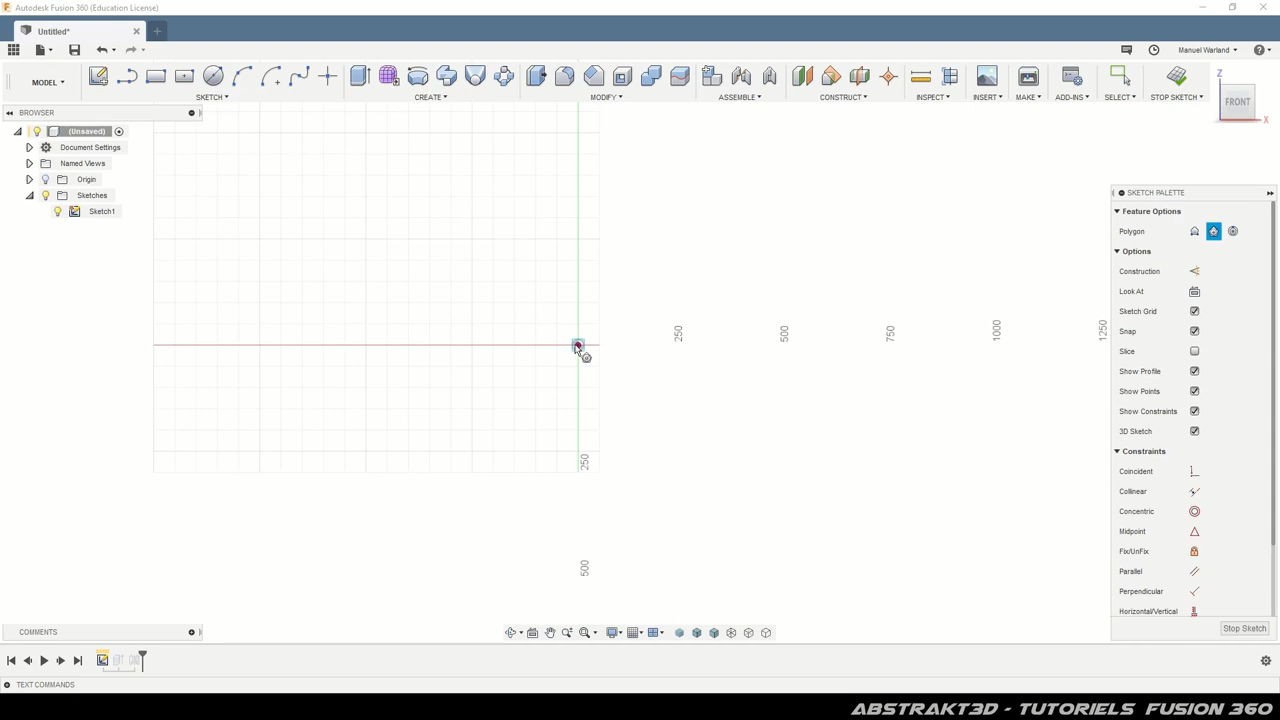 Autodesk Fusion 360 (Education License)
Untitled*
Manuel Warland
MODEL
SKETCH
CREATE
MODIFY
ASSEMBLE
CONSTRUCT
INSPECT
INSERT
MAKE
ADD-INS
SELECT
STOP SKETCH
Z
FRONT
X
BROWSER
(Unsaved)
Document Settings
Named Views
Origin
Sketches
Sketch1
SKETCH PALETTE
Feature Options
Polygon
Options
Construction
Look At
Sketch Grid
Snap
Slice
Show Profile
Show Points
Show Constraints
3D Sketch
Constraints
Coincident
Collinear
Concentric
Midpoint
Fix/UnFix
Parallel
Perpendicular
Horizontal/Vertical
Stop Sketch
250
500
750
1000
1250
250
500
COMMENTS
TEXT COMMANDS
ABSTRAKT3D - TUTORIELS FUSION 360